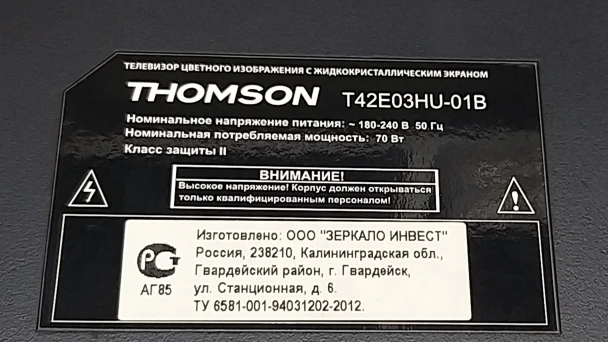 ТЕЛЕВИЗОР ЦВЕТНОГО ИЗОБРАЖЕНИЯ С ЖИДКОКРИСТАЛЛИЧЕСКИМ ЭКРАНОМ
THOMSON T42E03HU-01B
Номинальное напряжение питания: ~ 180-240 В 50 Гц
Номинальная потребляемая мощность: 70 Вт
Класс защиты II
ВНИМАНИЕ!
Высокое напряжение! Корпус должен открываться
только квалифицированным персоналом!
Изготовлено: ООО "ЗЕРКАЛО ИНВЕСТ"
Россия, 238210, Калининградская обл.,
Гвардейский район, г. Гвардейск,
ул. Станционная, д. 6.
ТУ 6581-001-94031202-2012.
РСТ
АГ85